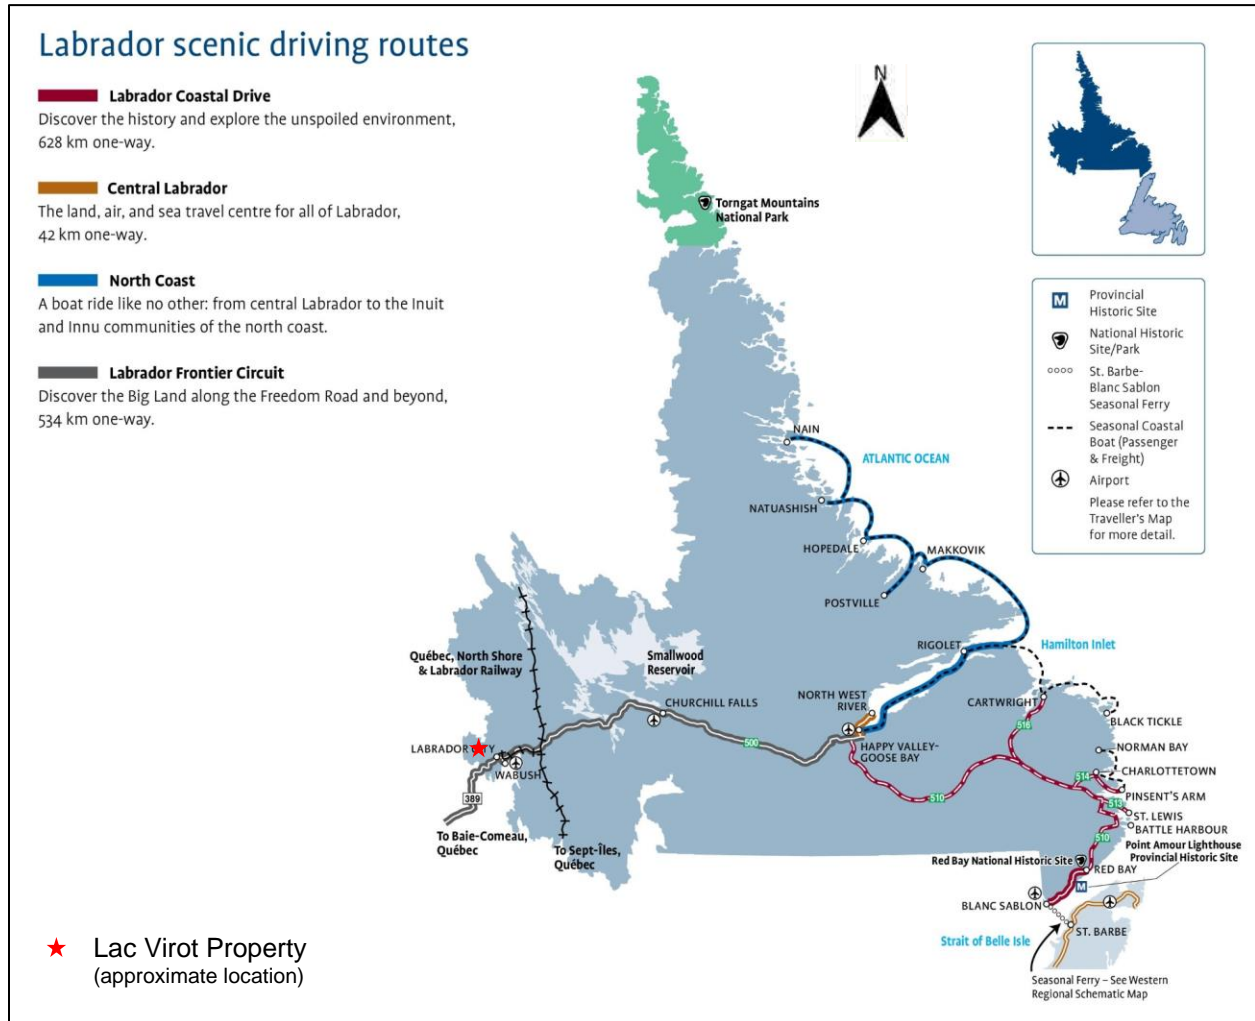 Labrador scenic driving routes
Labrador Coastal Drive
Discover the history and explore the unspoiled environment,
628 km one-way.
Central Labrador
The land, air, and sea travel centre for all of Labrador,
42 km one-way.
North Coast
A boat ride like no other: from central Labrador to the Inuit
and Innu communities of the north coast.
Labrador Frontier Circuit
Discover the Big Land along the Freedom Road and beyond,
534 km one-way.
N
Torngat Mountains
National Park
M
Provincial
Historic Site
National Historic
Site/Park
St. Barbe-
Blanc Sablon
Seasonal Ferry
Seasonal Coastal
Boat (Passenger
& Freight)
Airport
Please refer to the
Traveller's Map
for more detail.
NAIN
ATLANTIC OCEAN
NATUASHISH
HOPEDALE
MAKKOVIK
POSTVILLE
RIGOLET
Hamilton Inlet
Québec, North Shore
& Labrador Railway
Smallwood
Reservoir
NORTH WEST
RIVER
CARTWRIGHT
CHURCHILL FALLS
BLACK TICKLE
516
500
HAPPY VALLEY-
GOOSE BAY
NORMAN BAY
LABRADOR TY
WABUSH
CHARLOTTETOWN
514
PINSENT'S ARM
389
510
513
ST. LEWIS
BATTLE HARBOUR
510
To Baie-Comeau,
Québec
To Sept-Îles,
Québec
Point Amour Lighthouse
Provincial Historic Site
Red Bay National Historic Site
RED BAY
M
BLANC SABLON
ST. BARBE
Strait of Belle Isle
Seasonal Ferry – See Western
Regional Schematic Map
Lac Virot Property
(approximate location)